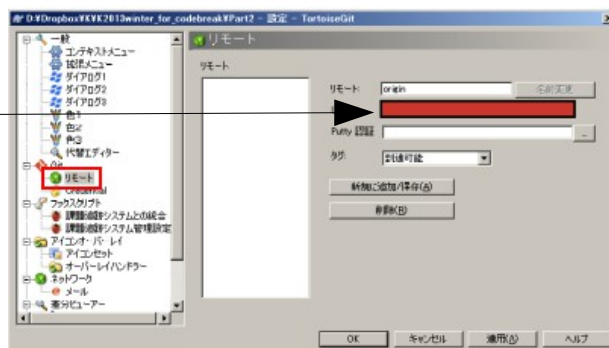 D:¥Dropbox¥K¥K2013winter_for_codebreak¥Part2 - 設定 - TortoiseGit
一般
コンテキストメニュー
拡張メニュー
ダイアログ1
ダイアログ2
ダイアログ3
色1
色2
色3
代替エディター
Git
リモート
Credential
フックスクリプト
課題追跡システムとの統合
課題追跡システム管理設定
アイコンオーバーレイ
アイコンセット
オーバーレイハンドラー
ネットワーク
メール
差分ビューアー
リモート
リモート
リモート: origin 名前変更
Putty 認証
...
タグ: 到達可能
新規に追加/保存(A)
削除(R)
OK キャンセル 適用(A) ヘルプ